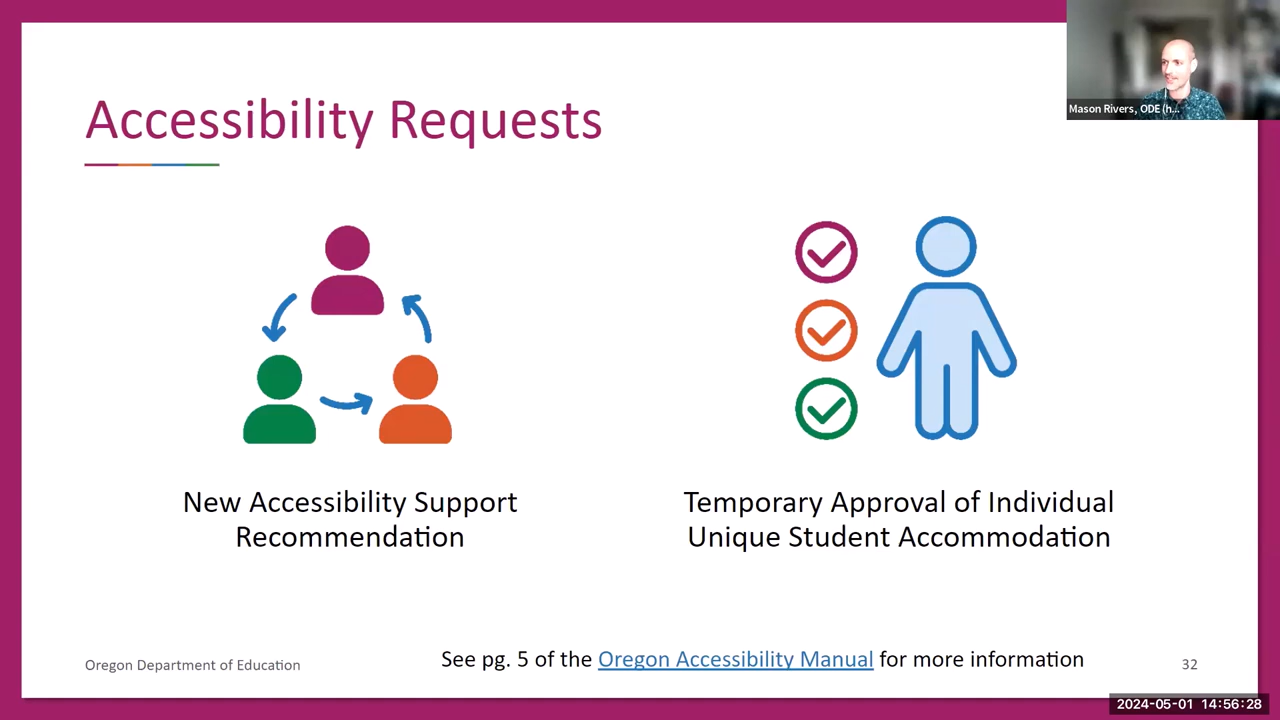 Mason Rivers, ODE (h...
Accessibility Requests
New Accessibility Support
Recommendation
Temporary Approval of Individual
Unique Student Accommodation
See pg. 5 of the Oregon Accessibility Manual for more information
Oregon Department of Education
32
2024-05-01 14:56:28